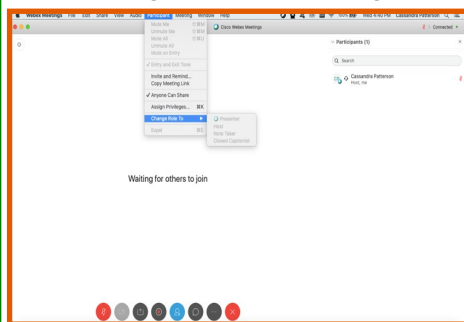 Webex Meetings File Edit Share View Audio Participant Meeting Window Help
100% Wed 4:40 PM Cassandra Patterson
Cisco Webex Meetings
Connected
Mute Me ⇧⌘M
Unmute Me ⇧⌘M
Mute All ⇧⌘U
Unmute All
Mute on Entry
✓ Entry and Exit Tone
Invite and Remind...
Copy Meeting Link
✓ Anyone Can Share
Assign Privileges... ⌘K
Change Role To
Expel
Presenter
Host
Note Taker
Closed Captionist
Participants (1)
Search
Cassandra Patterson
Host, me
Waiting for others to join